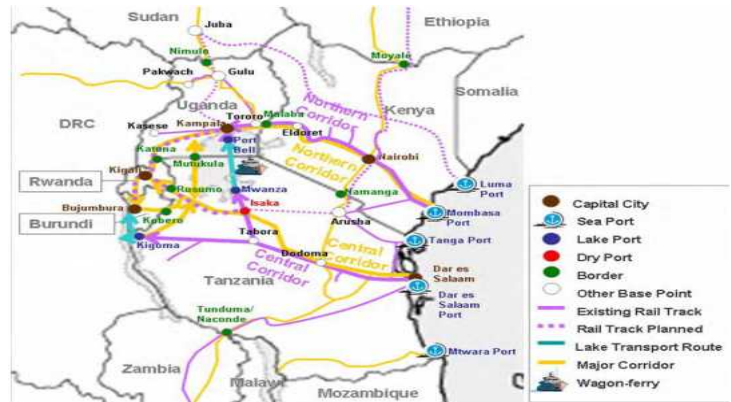 Sudan
Juba
Ethiopia
Nimule
Moyale
Pakwach
Gulu
Somalia
Uganda
Northern
Corridor
Kenya
DRC
Tororo
Malaba
Kasese
Kampala
Eldoret
Port
Bell
Northern
Corridor
Nairobi
Katuna
Mutukula
Kigali
Rwanda
Luma
Port
Rusumo
Mwanza
Namanga
Bujumbura
Isaka
Mombasa
Port
Burundi
Kobero
Arusha
Kigoma
Tabora
Tanga Port
Dodoma
Central
Corridor
Central
Corridor
Dar es
Salaam
Tanzania
Dar es
Salaam
Port
Tunduma/
Naconde
Mtwara Port
Zambia
Malawi
Mozambique
Capital City
Sea Port
Lake Port
Dry Port
Border
Other Base Point
Existing Rail Track
Rail Track Planned
Lake Transport Route
Major Corridor
Wagon-ferry